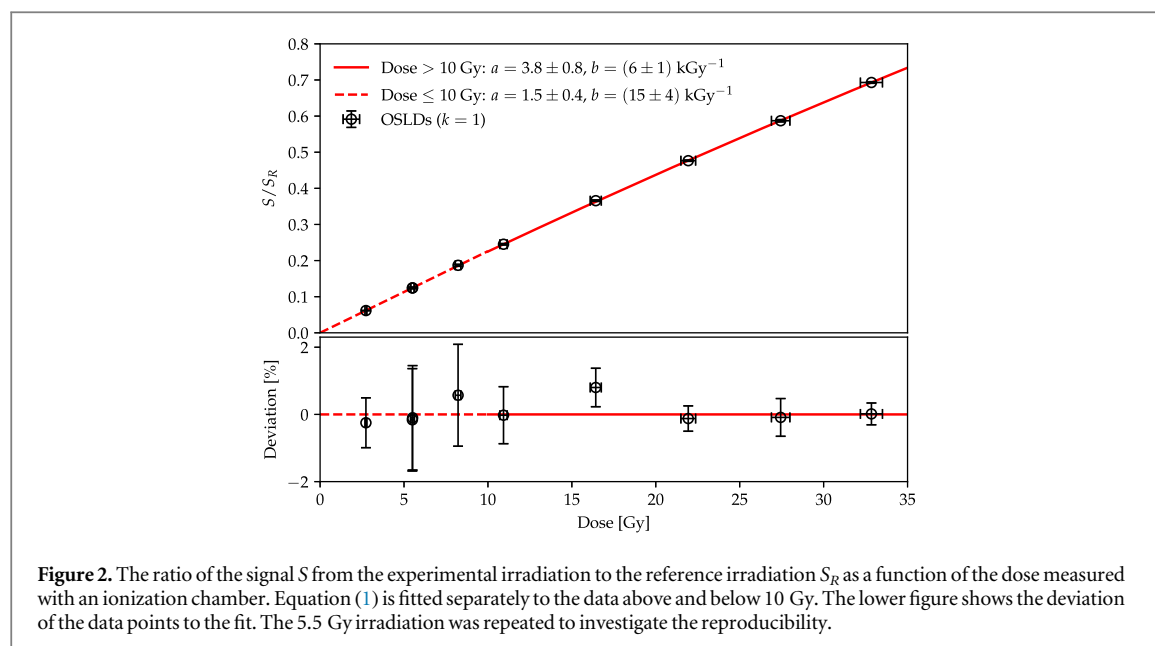 0.8
0.7
0.6
0.5
0.4
0.3
0.2
0.1
0.0
S/S_R
Dose > 10 Gy: a = 3.8 ± 0.8, b = (6 ± 1) kGy⁻¹
Dose ≤ 10 Gy: a = 1.5 ± 0.4, b = (15 ± 4) kGy⁻¹
OSLDs (k = 1)
2
0
−2
Deviation [%]
0 5 10 15 20 25 30 35
Dose [Gy]
Figure 2. The ratio of the signal S from the experimental irradiation to the reference irradiation S_R as a function of the dose measured
with an ionization chamber. Equation (1) is fitted separately to the data above and below 10 Gy. The lower figure shows the deviation
of the data points to the fit. The 5.5 Gy irradiation was repeated to investigate the reproducibility.